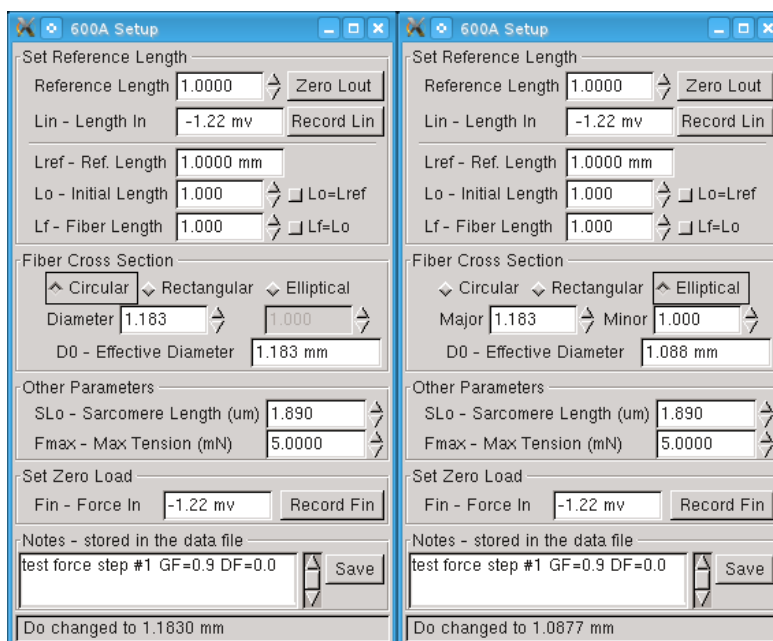 600A Setup
Set Reference Length
Reference Length 1.0000 Zero Lout
Lin - Length In -1.22 mv Record Lin
Lref - Ref. Length 1.0000 mm
Lo - Initial Length 1.000 Lo=Lref
Lf - Fiber Length 1.000 Lf=Lo
Fiber Cross Section
Circular Rectangular Elliptical
Diameter 1.183 1.000
D0 - Effective Diameter 1.183 mm
Other Parameters
SLo - Sarcomere Length (um) 1.890
Fmax - Max Tension (mN) 5.0000
Set Zero Load
Fin - Force In -1.22 mv Record Fin
Notes - stored in the data file
test force step #1 GF=0.9 DF=0.0 Save
Do changed to 1.1830 mm
600A Setup
Set Reference Length
Reference Length 1.0000 Zero Lout
Lin - Length In -1.22 mv Record Lin
Lref - Ref. Length 1.0000 mm
Lo - Initial Length 1.000 Lo=Lref
Lf - Fiber Length 1.000 Lf=Lo
Fiber Cross Section
Circular Rectangular Elliptical
Major 1.183 Minor 1.000
D0 - Effective Diameter 1.088 mm
Other Parameters
SLo - Sarcomere Length (um) 1.890
Fmax - Max Tension (mN) 5.0000
Set Zero Load
Fin - Force In -1.22 mv Record Fin
Notes - stored in the data file
test force step #1 GF=0.9 DF=0.0 Save
Do changed to 1.0877 mm